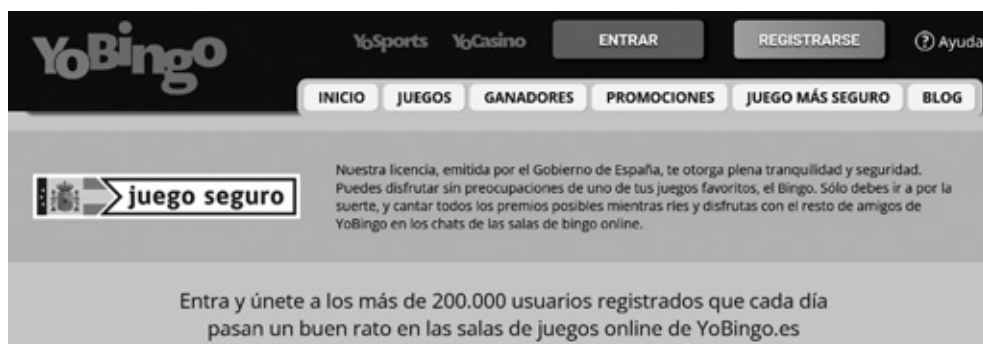 YoBingo
YoSports YoCasino ENTRAR REGISTRARSE ? Ayuda
INICIO JUEGOS GANADORES PROMOCIONES JUEGO MÁS SEGURO BLOG
juego seguro
Nuestra licencia, emitida por el Gobierno de España, te otorga plena tranquilidad y seguridad.
Puedes disfrutar sin preocupaciones de uno de tus juegos favoritos, el Bingo. Sólo debes ir a por la
suerte, y cantar todos los premios posibles mientras ríes y disfrutas con el resto de amigos de
YoBingo en los chats de las salas de bingo online.
Entra y únete a los más de 200.000 usuarios registrados que cada día
pasan un buen rato en las salas de juegos online de YoBingo.es